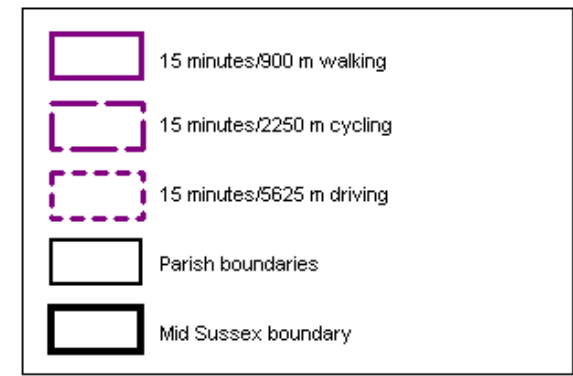 15 minutes/900 m walking
15 minutes/2250 m cycling
15 minutes/5625 m driving
Parish boundaries
Mid Sussex boundary